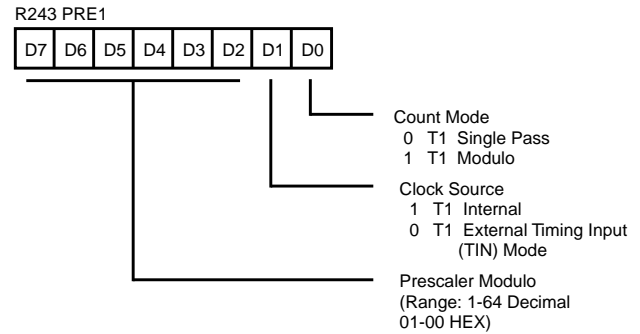 R243 PRE1
D7 D6 D5 D4 D3 D2 D1 D0
Count Mode
0 T1 Single Pass
1 T1 Modulo
Clock Source
1 T1 Internal
0 T1 External Timing Input
(TIN) Mode
Prescaler Modulo
(Range: 1-64 Decimal
01-00 HEX)